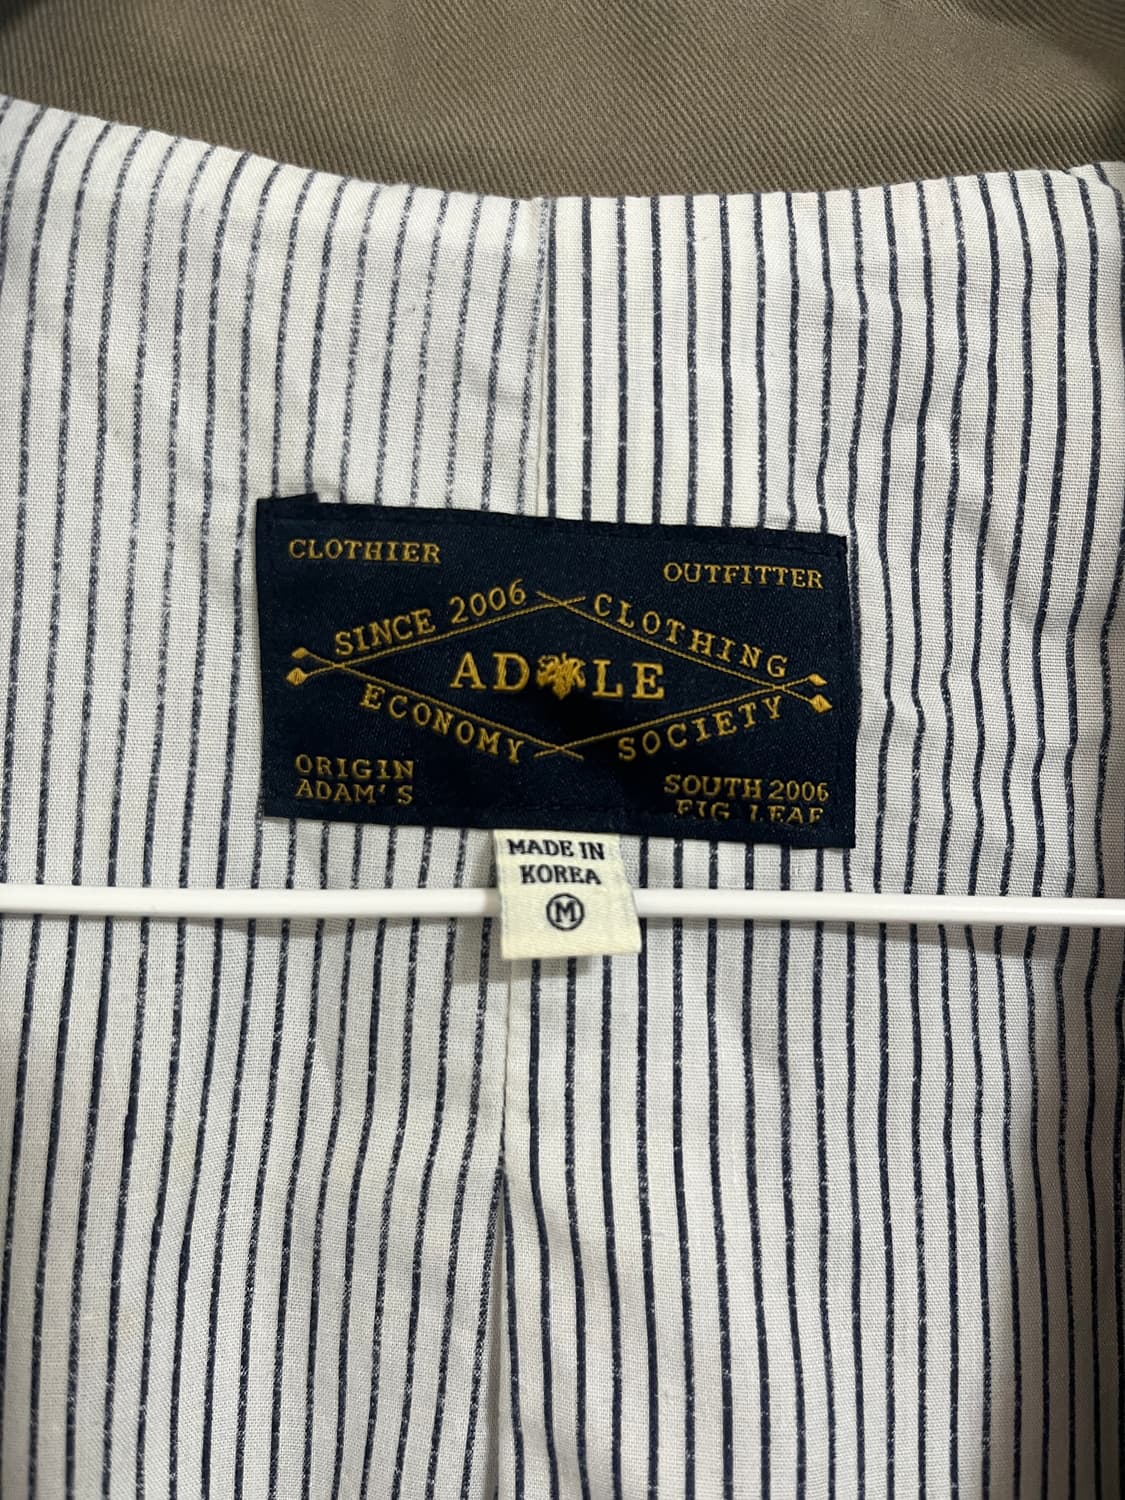 CLOTHIER
OUTFITTER
SINCE 2006 CLOTHING
AD LE
ECONOMY SOCIETY
ORIGIN
ADAM'S
SOUTH 2006
FIG LEAF
MADE IN
KOREA
M